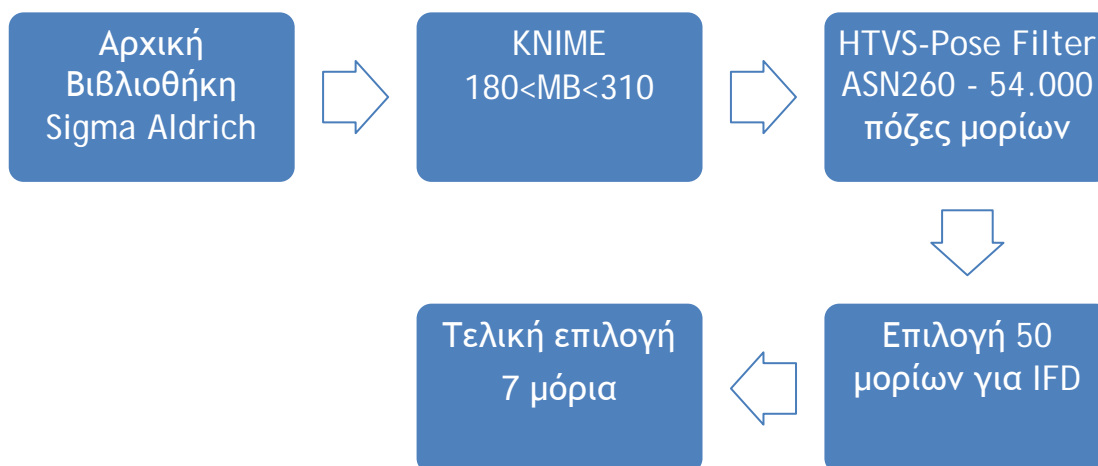 Αρχική
Βιβλιοθήκη
Sigma Aldrich
KNIME
180<MB<310
HTVS-Pose Filter
ASN260 - 54.000
πόζες μορίων
Επιλογή 50
μορίων για IFD
Τελική επιλογή
7 μόρια